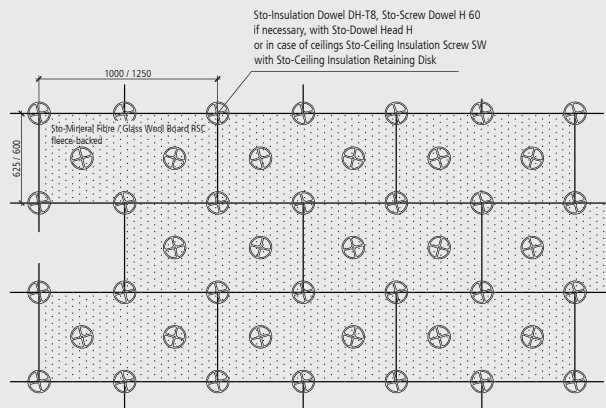 Sto-Insulation Dowel DH-T8, Sto-Screw Dowel H 60
if necessary, with Sto-Dowel Head H
or in case of ceilings Sto-Ceiling Insulation Screw SW
with Sto-Ceiling Insulation Retaining Disk
1000 / 1250
625 / 600
Sto-Mineral Fibre / Glass Wool Board RSC
fleece-backed